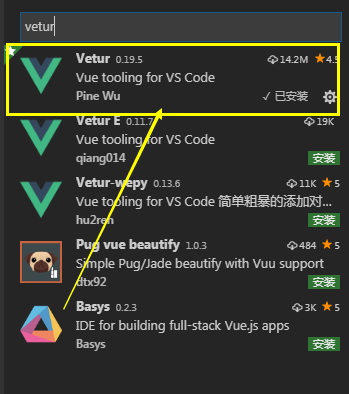 vetur
Vetur 0.19.5 14.2M 4.5
Vue tooling for VS Code
Pine Wu ✓ 已安装
Vetur E 0.11.7 19K
Vue tooling for VS Code
qiang014 安装
Vetur-wepy 0.13.6 11K 5
Vue tooling for VS Code 简单粗暴的添加对...
hu2ren 安装
Pug vue beautify 1.0.3 484 5
Simple Pug/Jade beautify with Vuu support
dtx92 安装
Basys 0.2.3 3K 5
IDE for building full-stack Vue.js apps
Basys 安装